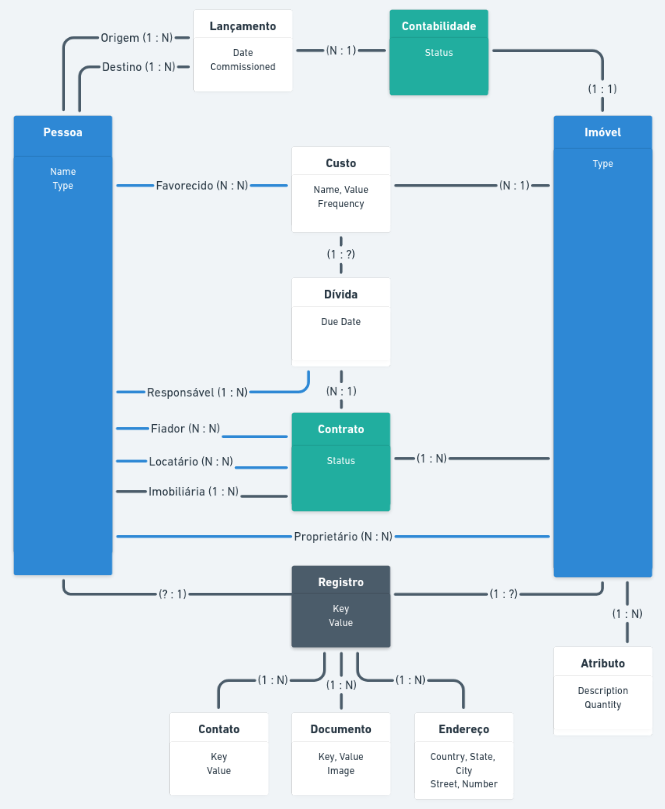 Lançamento
Date
Commissioned
Contabilidade
Status
Origem (1 : N)
Destino (1 : N)
(N : 1)
(1 : 1)
Pessoa
Name
Type
Imóvel
Type
Custo
Name, Value
Frequency
Favorecido (N : N)
(N : 1)
(1 : ?)
Dívida
Due Date
Responsável (1 : N)
(N : 1)
Fiador (N : N)
Contrato
Status
Locatário (N : N)
(1 : N)
Imobiliária (1 : N)
Proprietário (N : N)
Registro
Key
Value
(? : 1)
(1 : ?)
(1 : N)
Atributo
Description
Quantity
(1 : N)
(1 : N)
(1 : N)
Contato
Key
Value
Documento
Key, Value
Image
Endereço
Country, State,
City
Street, Number